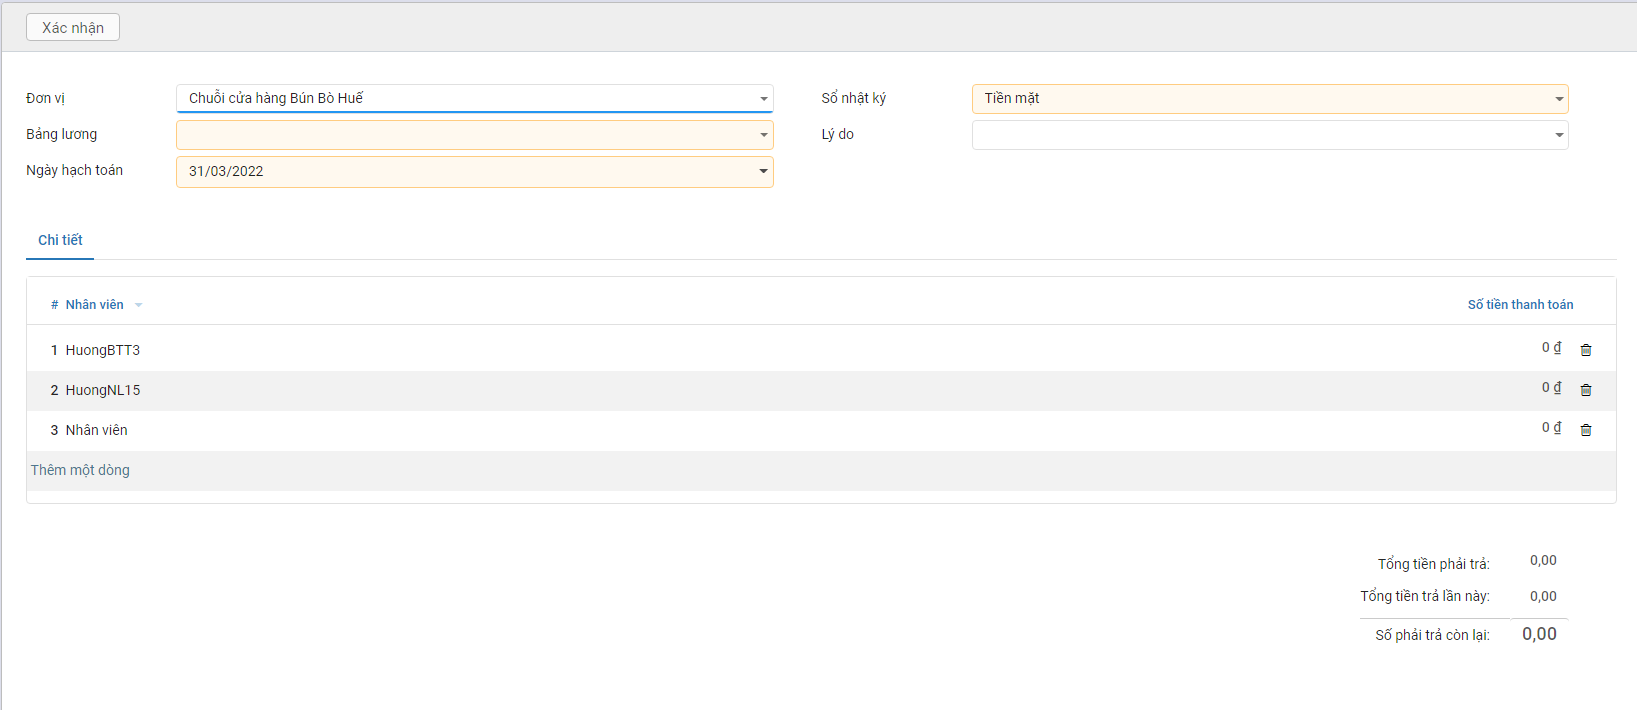 Xác nhận
Đơn vị
Chuỗi cửa hàng Bún Bò Huế
Sổ nhật ký
Tiền mặt
Bảng lương
Lý do
Ngày hạch toán
31/03/2022
Chi tiết
# Nhân viên Số tiền thanh toán
1 HuongBTT3 0 ₫
2 HuongNL15 0 ₫
3 Nhân viên 0 ₫
Thêm một dòng
Tổng tiền phải trả: 0,00
Tổng tiền trả lần này: 0,00
Số phải trả còn lại: 0,00